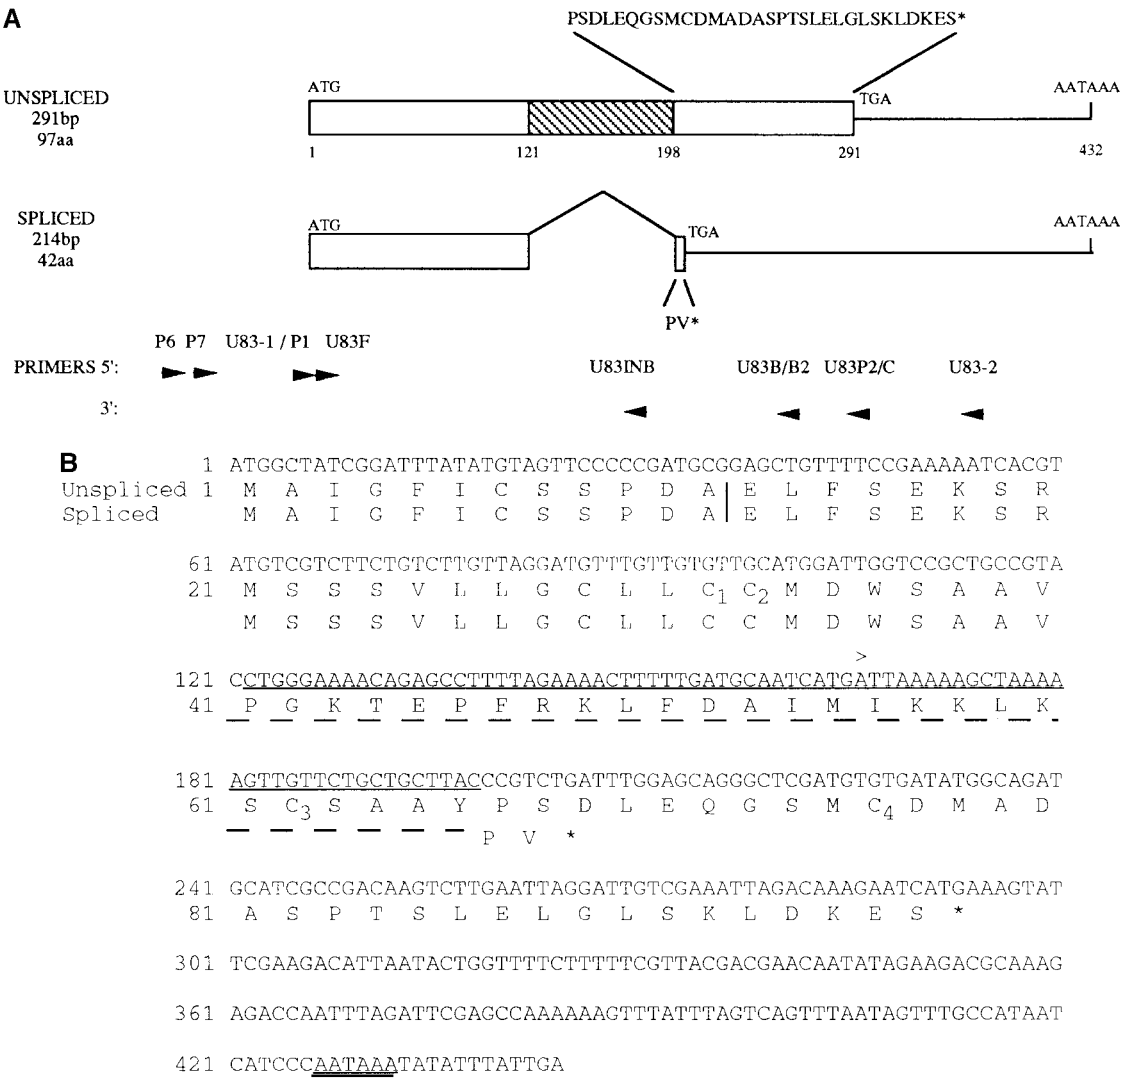 A
PSDLEQGSMCDMADASPTSLELGLSKLDKES*
UNSPLICED
291bp
97aa
ATG
TGA
AATAAA
1 121 198 291 432
SPLICED
214bp
42aa
ATG
TGA
AATAAA
PV*
P6 P7 U83-1 / P1 U83F
PRIMERS 5': U83INB U83B/B2 U83P2/C U83-2
3':
B
1 ATGGCTATCGGATTTATATGTAGTTCCCCCGATGCGGAGCTGTTTTCCGAAAAATCACGT
Unspliced 1 M A I G F I C S S P D A E L F S E K S R
Spliced M A I G F I C S S P D A E L F S E K S R
61 ATGTCGTCTTCTGTCTTGTTAGGATGTTTGTTGTGTTGCATGGATTGGTCCGCTGCCGTA
21 M S S S V L L G C L L C1 C2 M D W S A A V
M S S S V L L G C L L C C M D W S A A V
>
121 CCTGGGAAAACAGAGCCTTTTAGAAAACTTTTTGATGCAATCATGATTAAAAAGCTAAAA
41 P G K T E P F R K L F D A I M I K K L K
181 AGTTGTTCTGCTGCTTACCCGTCTGATTTGGAGCAGGGCTCGATGTGTGATATGGCAGAT
61 S C3 S A A Y P S D L E Q G S M C4 D M A D
P V *
241 GCATCGCCGACAAGTCTTGAATTAGGATTGTCGAAATTAGACAAAGAATCATGAAAGTAT
81 A S P T S L E L G L S K L D K E S *
301 TCGAAGACATTAATACTGGTTTTCTTTTTCGTTACGACGAACAATATAGAAGACGCAAAG
361 AGACCAATTTAGATTCGAGCCAAAAAAGTTTATTTAGTCAGTTTAATAGTTTGCCATAAT
421 CATCCCAATAAATATATTTATTGA